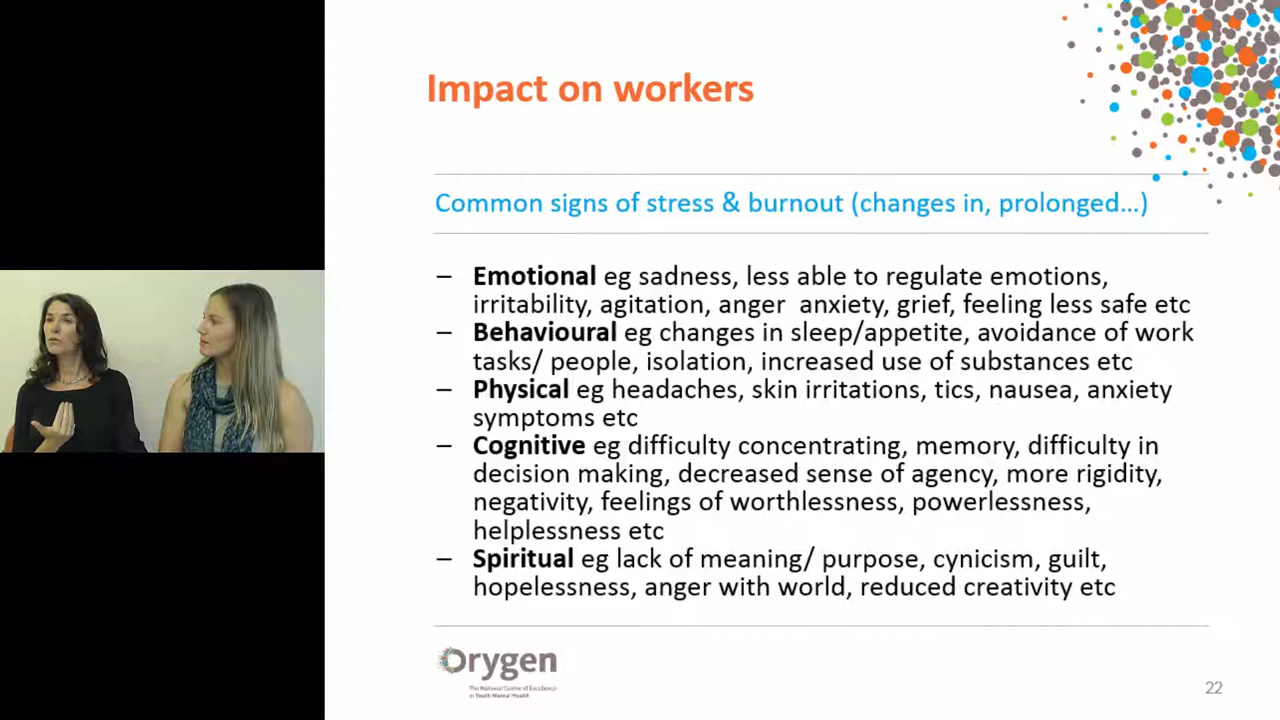 Impact on workers
Common signs of stress & burnout (changes in, prolonged…)
– Emotional eg sadness, less able to regulate emotions,
irritability, agitation, anger  anxiety, grief, feeling less safe etc
– Behavioural eg changes in sleep/appetite, avoidance of work
tasks/ people, isolation, increased use of substances etc
– Physical eg headaches, skin irritations, tics, nausea, anxiety
symptoms etc
– Cognitive eg difficulty concentrating, memory, difficulty in
decision making, decreased sense of agency, more rigidity,
negativity, feelings of worthlessness, powerlessness,
helplessness etc
– Spiritual eg lack of meaning/ purpose, cynicism, guilt,
hopelessness, anger with world, reduced creativity etc
Orygen
The National Centre of Excellence
in Youth Mental Health
22